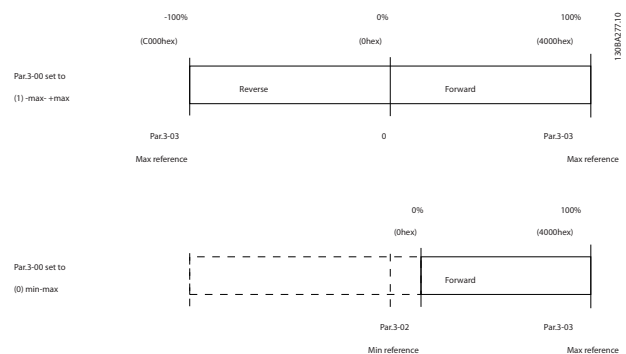 -100% 0% 100%
(C000hex) (0hex) (4000hex)
130BA277.10
Par.3-00 set to
(1) -max- +max
Reverse Forward
Par.3-03 0 Par.3-03
Max reference Max reference
0% 100%
(0hex) (4000hex)
Par.3-00 set to
(0) min-max
Forward
Par.3-02 Par.3-03
Min reference Max reference